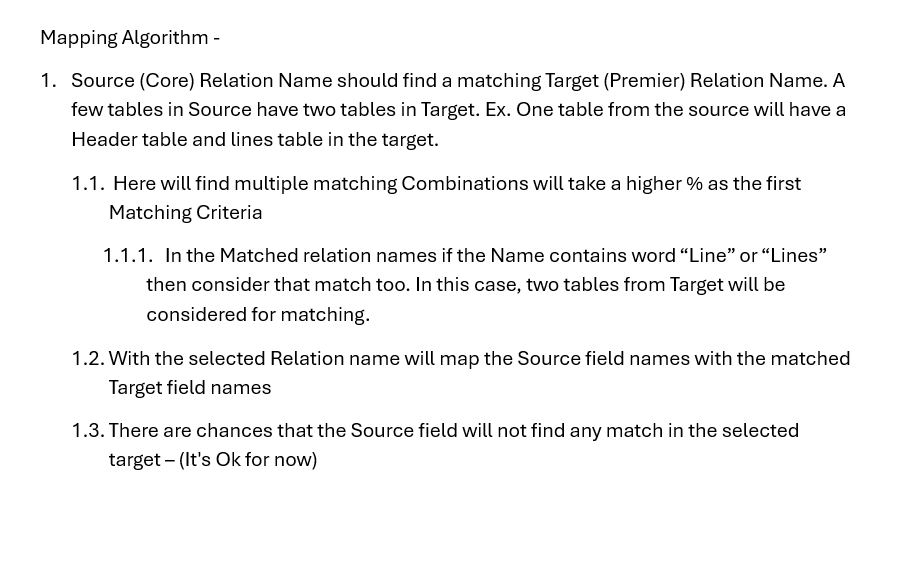 Mapping Algorithm -
1. Source (Core) Relation Name should find a matching Target (Premier) Relation Name. A
few tables in Source have two tables in Target. Ex. One table from the source will have a
Header table and lines table in the target.
1.1. Here will find multiple matching Combinations will take a higher % as the first
Matching Criteria
1.1.1. In the Matched relation names if the Name contains word “Line” or “Lines”
then consider that match too. In this case, two tables from Target will be
considered for matching.
1.2. With the selected Relation name will map the Source field names with the matched
Target field names
1.3. There are chances that the Source field will not find any match in the selected
target – (It's Ok for now)